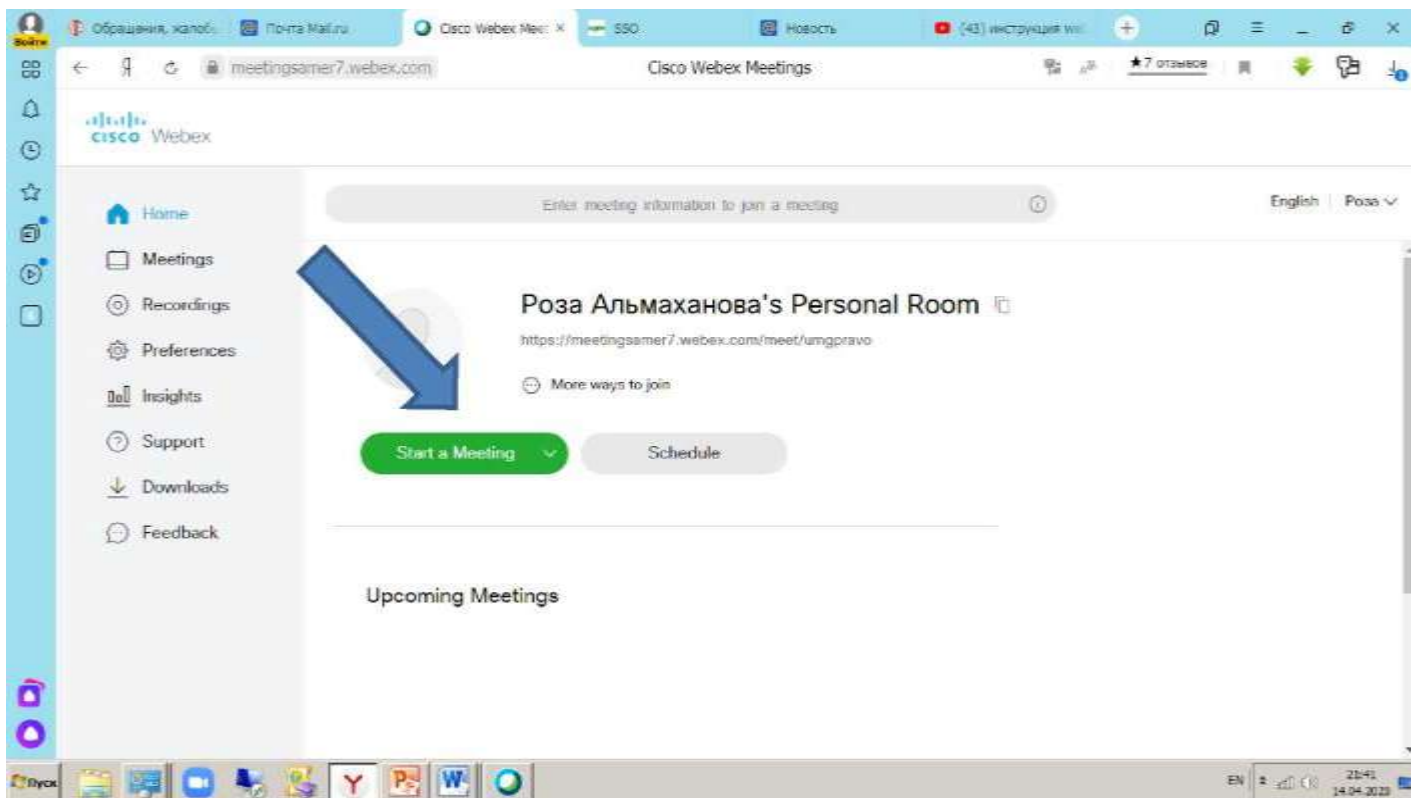 Войти
Обращения, жалоб
Почта Mail.ru
Cisco Webex Meet
SSO
Новость
(43) инструкция we
Я
meetingsamer7.webex.com
Cisco Webex Meetings
★7 отзывов
cisco Webex
Home
Meetings
Recordings
Preferences
Insights
Support
Downloads
Feedback
Enter meeting information to join a meeting
English
Роза
Роза Альмаханова's Personal Room
https://meetingsamer7.webex.com/meet/umgpravo
More ways to join
Start a Meeting
Schedule
Upcoming Meetings
Пуск
Y
P
W
EN
21:41